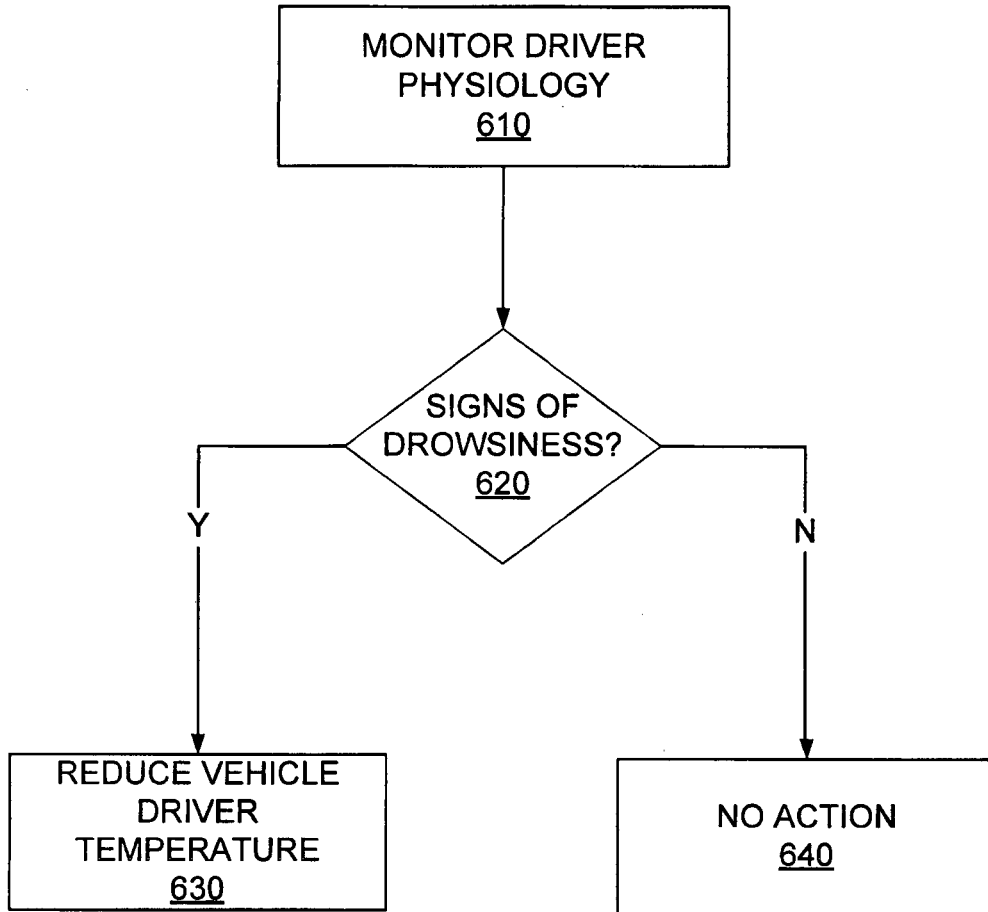 MONITOR DRIVER
PHYSIOLOGY
610
SIGNS OF
DROWSINESS?
620
Y
N
REDUCE VEHICLE
DRIVER
TEMPERATURE
630
NO ACTION
640